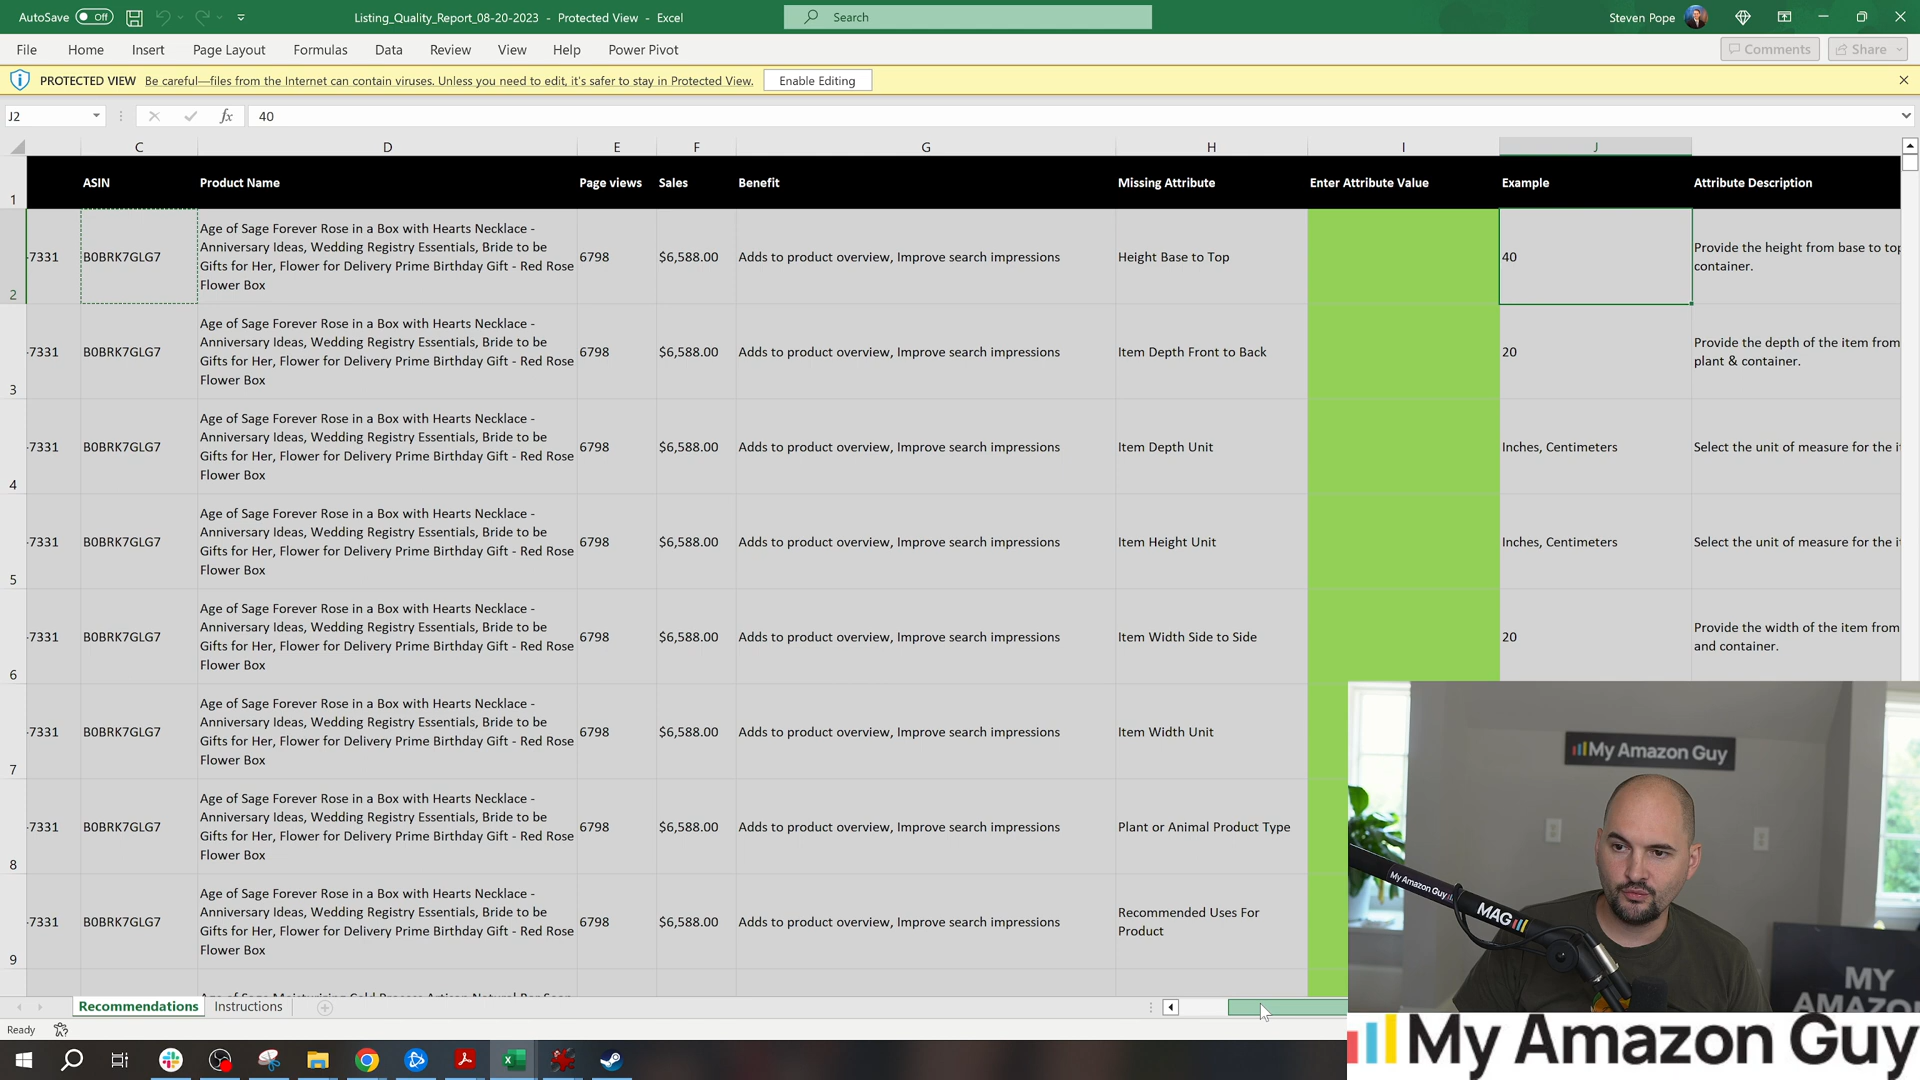 AutoSave Off
Listing_Quality_Report_08-20-2023 - Protected View - Excel
Search
Steven Pope
File Home Insert Page Layout Formulas Data Review View Help Power Pivot
Comments Share
PROTECTED VIEW Be careful—files from the Internet can contain viruses. Unless you need to edit, it's safer to stay in Protected View. Enable Editing
J2 fx 40
C D E F G H I J
1 ASIN Product Name Page views Sales Benefit Missing Attribute Enter Attribute Value Example Attribute Description
Age of Sage Forever Rose in a Box with Hearts Necklace -
Anniversary Ideas, Wedding Registry Essentials, Bride to be
Gifts for Her, Flower for Delivery Prime Birthday Gift - Red Rose
Flower Box
2 -7331 B0BRK7GLG7 6798 $6,588.00 Adds to product overview, Improve search impressions Height Base to Top 40
Provide the height from base to top
container.
Age of Sage Forever Rose in a Box with Hearts Necklace -
Anniversary Ideas, Wedding Registry Essentials, Bride to be
Gifts for Her, Flower for Delivery Prime Birthday Gift - Red Rose
Flower Box
3 -7331 B0BRK7GLG7 6798 $6,588.00 Adds to product overview, Improve search impressions Item Depth Front to Back 20
Provide the depth of the item from
plant & container.
Age of Sage Forever Rose in a Box with Hearts Necklace -
Anniversary Ideas, Wedding Registry Essentials, Bride to be
Gifts for Her, Flower for Delivery Prime Birthday Gift - Red Rose
Flower Box
4 -7331 B0BRK7GLG7 6798 $6,588.00 Adds to product overview, Improve search impressions Item Depth Unit Inches, Centimeters
Select the unit of measure for the
Age of Sage Forever Rose in a Box with Hearts Necklace -
Anniversary Ideas, Wedding Registry Essentials, Bride to be
Gifts for Her, Flower for Delivery Prime Birthday Gift - Red Rose
Flower Box
5 -7331 B0BRK7GLG7 6798 $6,588.00 Adds to product overview, Improve search impressions Item Height Unit Inches, Centimeters
Select the unit of measure for the
Age of Sage Forever Rose in a Box with Hearts Necklace -
Anniversary Ideas, Wedding Registry Essentials, Bride to be
Gifts for Her, Flower for Delivery Prime Birthday Gift - Red Rose
Flower Box
6 -7331 B0BRK7GLG7 6798 $6,588.00 Adds to product overview, Improve search impressions Item Width Side to Side 20
Provide the width of the item from
and container.
Age of Sage Forever Rose in a Box with Hearts Necklace -
Anniversary Ideas, Wedding Registry Essentials, Bride to be
Gifts for Her, Flower for Delivery Prime Birthday Gift - Red Rose
Flower Box
7 -7331 B0BRK7GLG7 6798 $6,588.00 Adds to product overview, Improve search impressions Item Width Unit
Age of Sage Forever Rose in a Box with Hearts Necklace -
Anniversary Ideas, Wedding Registry Essentials, Bride to be
Gifts for Her, Flower for Delivery Prime Birthday Gift - Red Rose
Flower Box
8 -7331 B0BRK7GLG7 6798 $6,588.00 Adds to product overview, Improve search impressions Plant or Animal Product Type
Age of Sage Forever Rose in a Box with Hearts Necklace -
Anniversary Ideas, Wedding Registry Essentials, Bride to be
Gifts for Her, Flower for Delivery Prime Birthday Gift - Red Rose
Flower Box
9 -7331 B0BRK7GLG7 6798 $6,588.00 Adds to product overview, Improve search impressions
Recommended Uses For
Product
Age of Sage Moisturizing Cold Process Artisan Natural Bar Soap
Recommendations Instructions
Ready
My Amazon Guy
My Amazon Guy
MAG
MY
AMAZON
My Amazon Guy